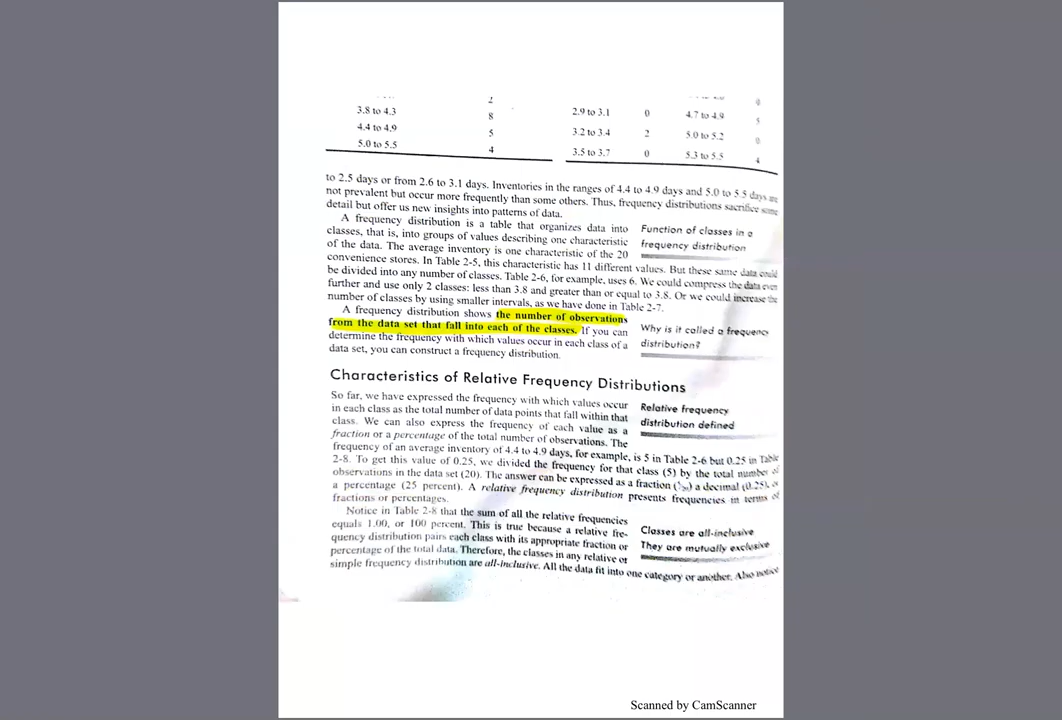 2
3.8 to 4.3 8 2.9 to 3.1 0 4.7 to 4.9 5
4.4 to 4.9 5 3.2 to 3.4 2 5.0 to 5.2 0
5.0 to 5.5 4 3.5 to 3.7 0 5.3 to 5.5 4
to 2.5 days or from 2.6 to 3.1 days. Inventories in the ranges of 4.4 to 4.9 days and 5.0 to 5.5 days are
not prevalent but occur more frequently than some others. Thus, frequency distributions sacrifice some
detail but offer us new insights into patterns of data.
A frequency distribution is a table that organizes data into
classes, that is, into groups of values describing one characteristic
of the data. The average inventory is one characteristic of the 20
Function of classes in a
frequency distribution
convenience stores. In Table 2-5, this characteristic has 11 different values. But these same data could
be divided into any number of classes. Table 2-6, for example, uses 6. We could compress the data even
further and use only 2 classes: less than 3.8 and greater than or equal to 3.8. Or we could increase the
number of classes by using smaller intervals, as we have done in Table 2-7.
A frequency distribution shows the number of observations
from the data set that fall into each of the classes. If you can
determine the frequency with which values occur in each class of a
data set, you can construct a frequency distribution.
Why is it called a frequency
distribution?
Characteristics of Relative Frequency Distributions
So far, we have expressed the frequency with which values occur
in each class as the total number of data points that fall within that
class. We can also express the frequency of each value as a
fraction or a percentage of the total number of observations. The
Relative frequency
distribution defined
frequency of an average inventory of 4.4 to 4.9 days, for example, is 5 in Table 2-6 but 0.25 in Table
2-8. To get this value of 0.25, we divided the frequency for that class (5) by the total number of
observations in the data set (20). The answer can be expressed as a fraction a decimal (0.25), or
a percentage (25 percent). A relative frequency distribution presents frequencies in terms of
fractions or percentages.
Notice in Table 2-8 that the sum of all the relative frequencies
equals 1.00, or 100 percent. This is true because a relative fre-
quency distribution pairs each class with its appropriate fraction or
percentage of the total data. Therefore, the classes in any relative or
Classes are all-inclusive
They are mutually exclusive
simple frequency distribution are all-inclusive. All the data fit into one category or another. Also notice
Scanned by CamScanner